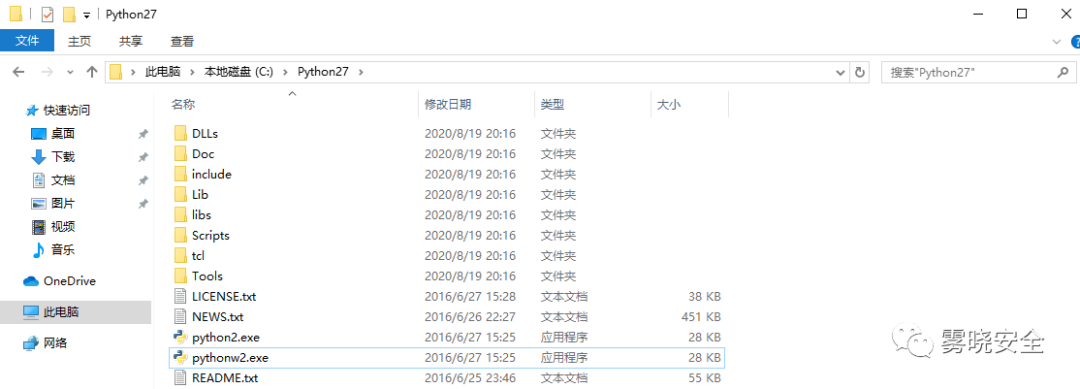 Python27
文件 主页 共享 查看
此电脑 本地磁盘 (C:) Python27 搜索"Python27"
名称 修改日期 类型 大小
快速访问
桌面
下载
文档
图片
视频
音乐
OneDrive
此电脑
网络
DLLs 2020/8/19 20:16 文件夹
Doc 2020/8/19 20:16 文件夹
include 2020/8/19 20:16 文件夹
Lib 2020/8/19 20:16 文件夹
libs 2020/8/19 20:16 文件夹
Scripts 2020/8/19 20:16 文件夹
tcl 2020/8/19 20:16 文件夹
Tools 2020/8/19 20:16 文件夹
LICENSE.txt 2016/6/27 15:28 文本文档 38 KB
NEWS.txt 2016/6/26 22:27 文本文档 451 KB
python2.exe 2016/6/27 15:25 应用程序 28 KB
pythonw2.exe 2016/6/27 15:25 应用程序 28 KB
README.txt 2016/6/25 23:46 文本文档 55 KB
雾晓安全